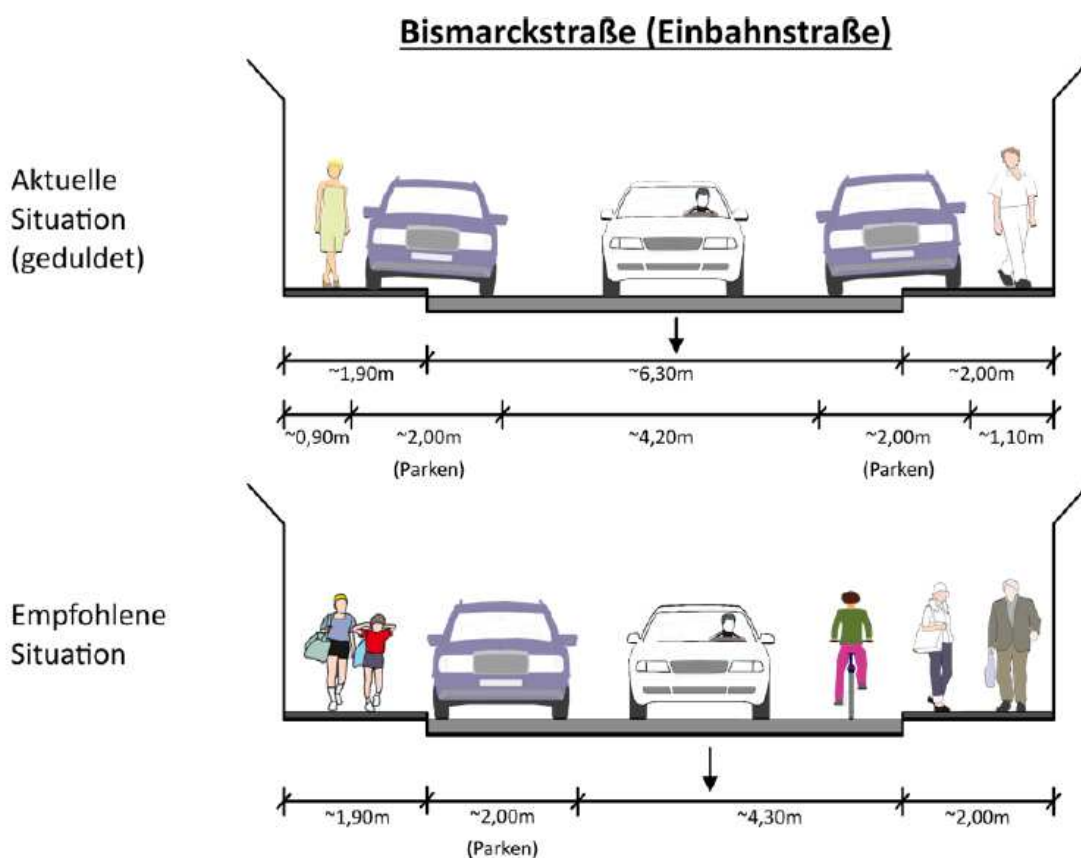 Bismarckstraße (Einbahnstraße)
Aktuelle
Situation
(geduldet)
~1,90m ~6,30m ~2,00m
~0,90m ~2,00m ~4,20m ~2,00m ~1,10m
(Parken) (Parken)
Empfohlene
Situation
~1,90m ~2,00m ~4,30m ~2,00m
(Parken)